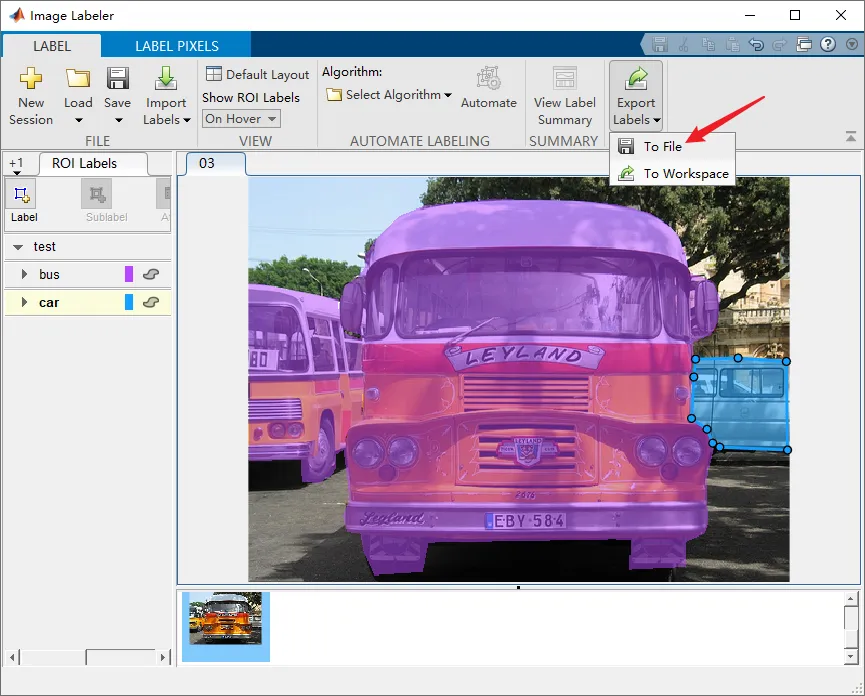 Image Labeler
LABEL
LABEL PIXELS
New
Session
Load
Save
Import
Labels
FILE
Default Layout
Show ROI Labels
On Hover
VIEW
Algorithm:
Select Algorithm
Automate
AUTOMATE LABELING
View Label
Summary
SUMMARY
Export
Labels
To File
To Workspace
+1
ROI Labels
03
Label
Sublabel
test
bus
car
LEYLAND
LEYLAND
2676
Leyland
EBY-584